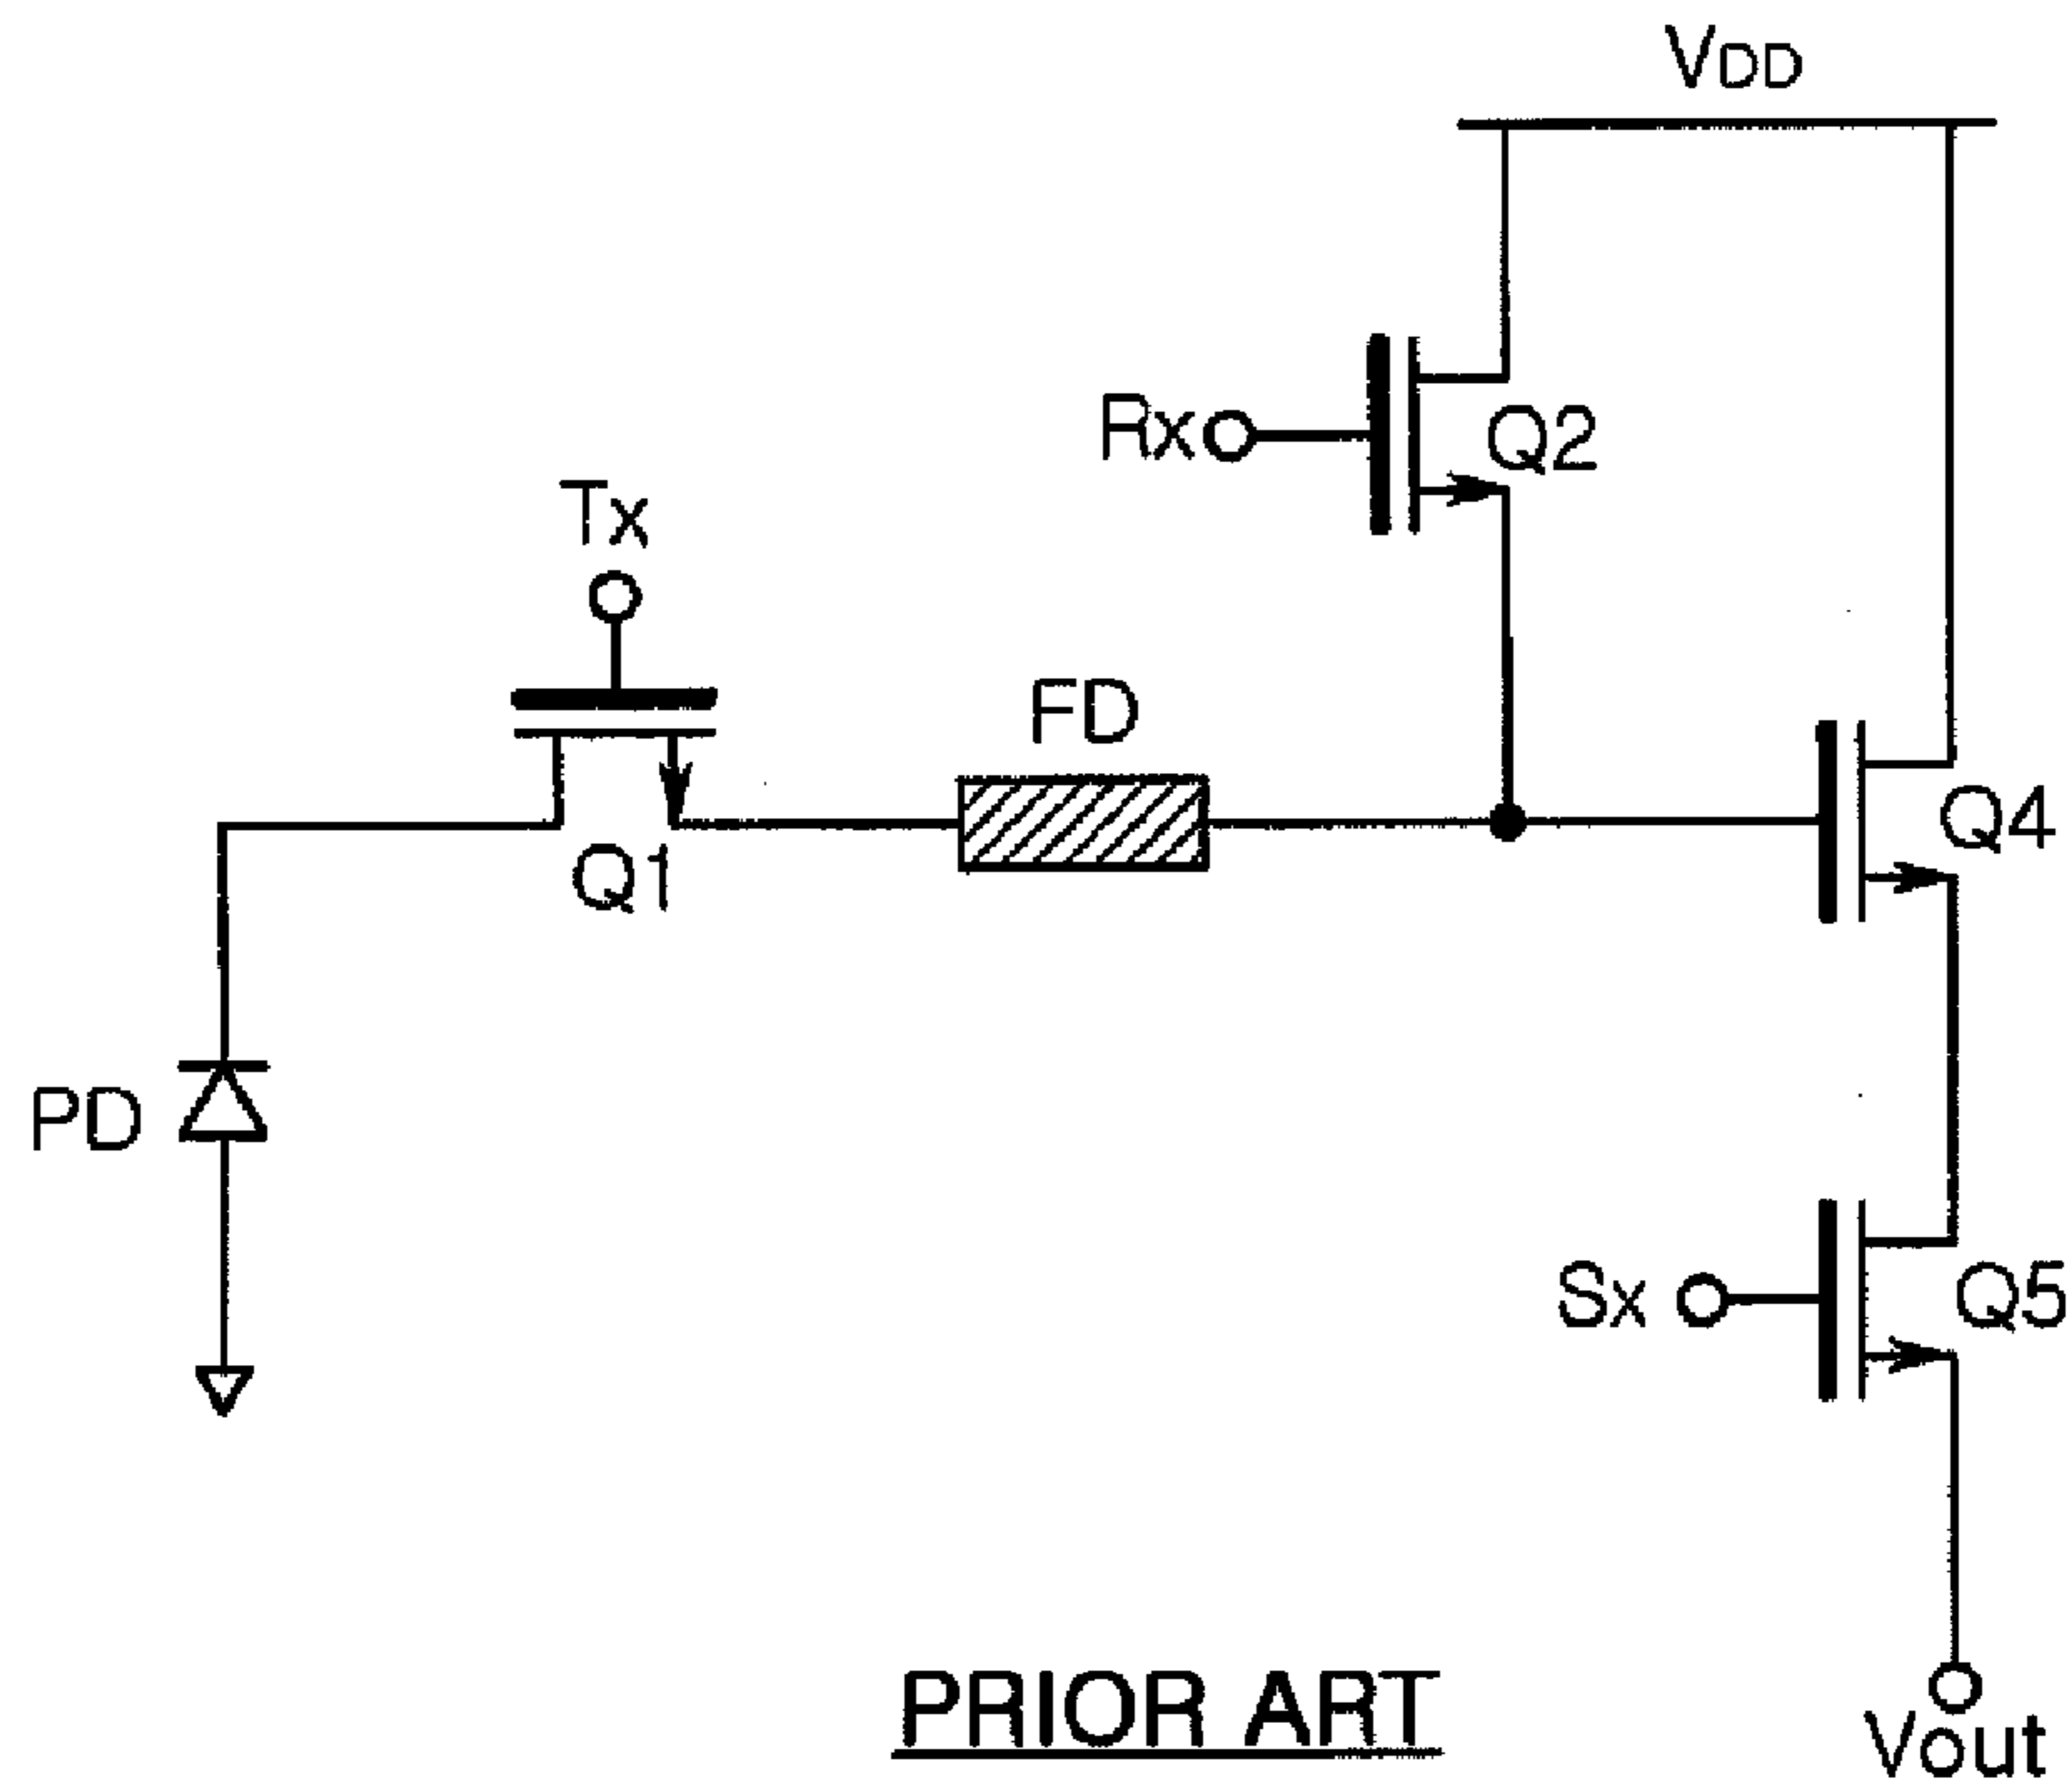 VDD
Rx
Q2
Tx
FD
Q1
Q4
PD
Sx
Q5
PRIOR ART
Vout